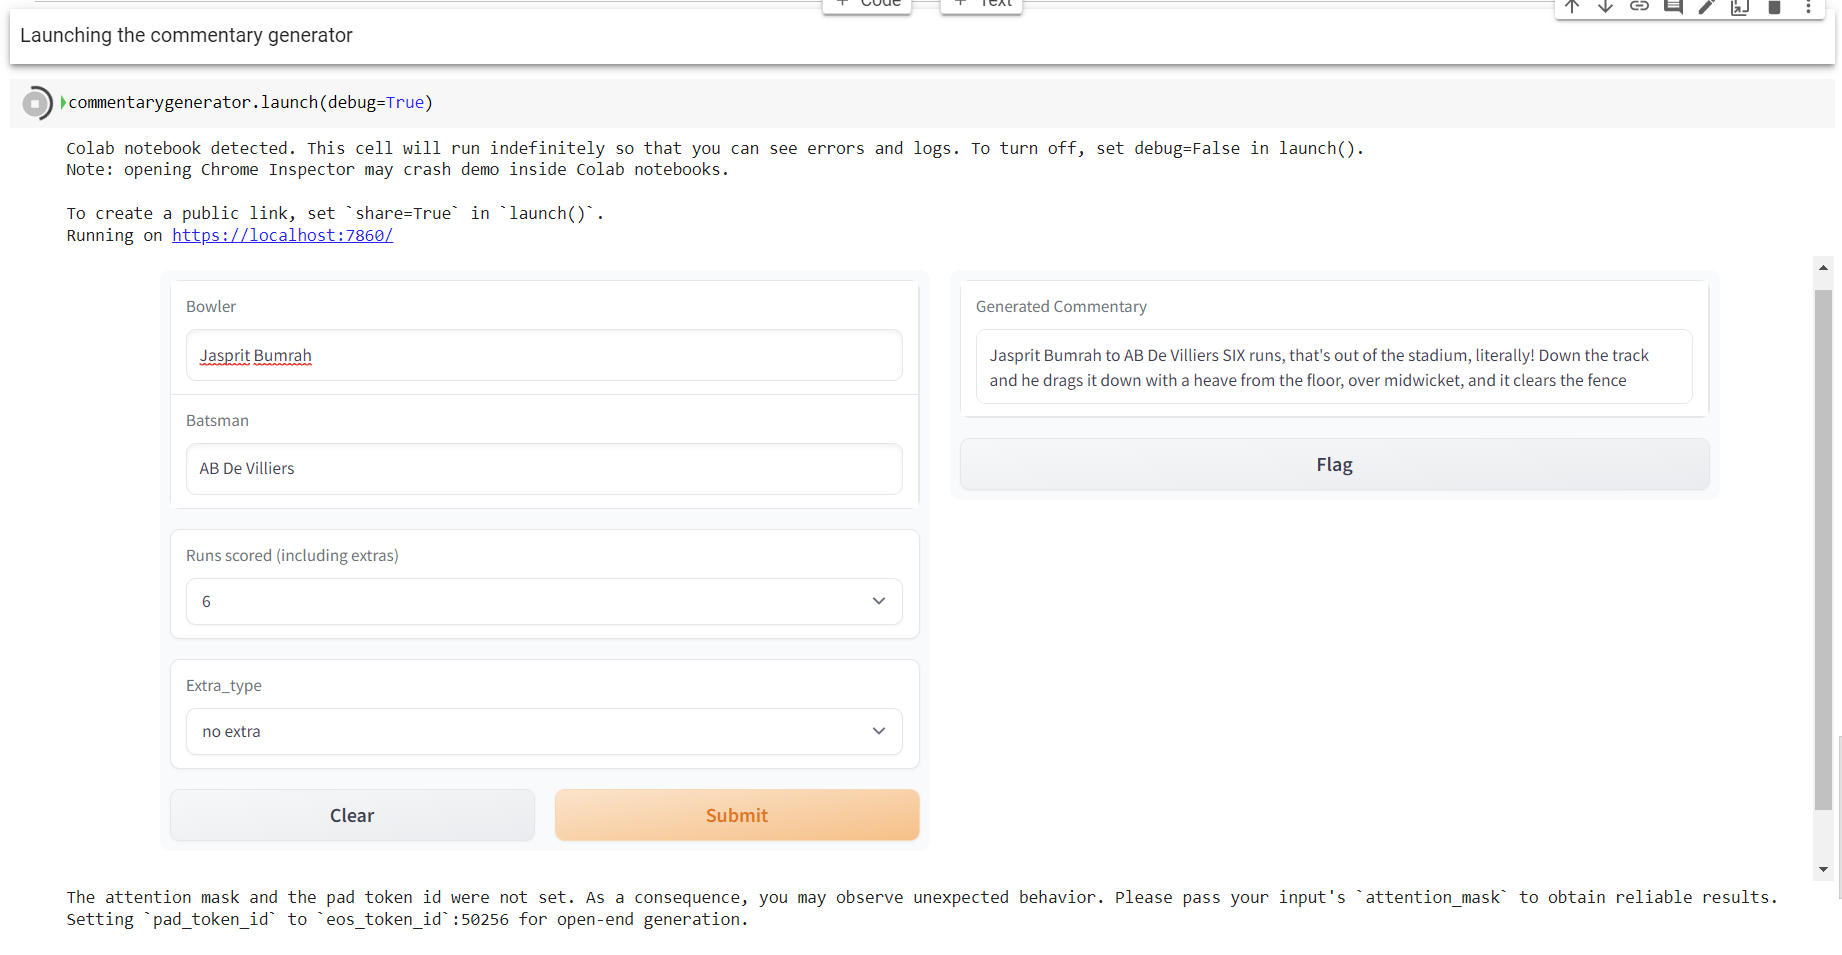 + Code + Text
Launching the commentary generator
commentarygenerator.launch(debug=True)
Colab notebook detected. This cell will run indefinitely so that you can see errors and logs. To turn off, set debug=False in launch().
Note: opening Chrome Inspector may crash demo inside Colab notebooks.
To create a public link, set `share=True` in `launch()`.
Running on https://localhost:7860/
Bowler
Jasprit Bumrah
Batsman
AB De Villiers
Runs scored (including extras)
6
Extra_type
no extra
Clear
Submit
Generated Commentary
Jasprit Bumrah to AB De Villiers SIX runs, that's out of the stadium, literally! Down the track
and he drags it down with a heave from the floor, over midwicket, and it clears the fence
Flag
The attention mask and the pad token id were not set. As a consequence, you may observe unexpected behavior. Please pass your input's `attention_mask` to obtain reliable results.
Setting `pad_token_id` to `eos_token_id`:50256 for open-end generation.